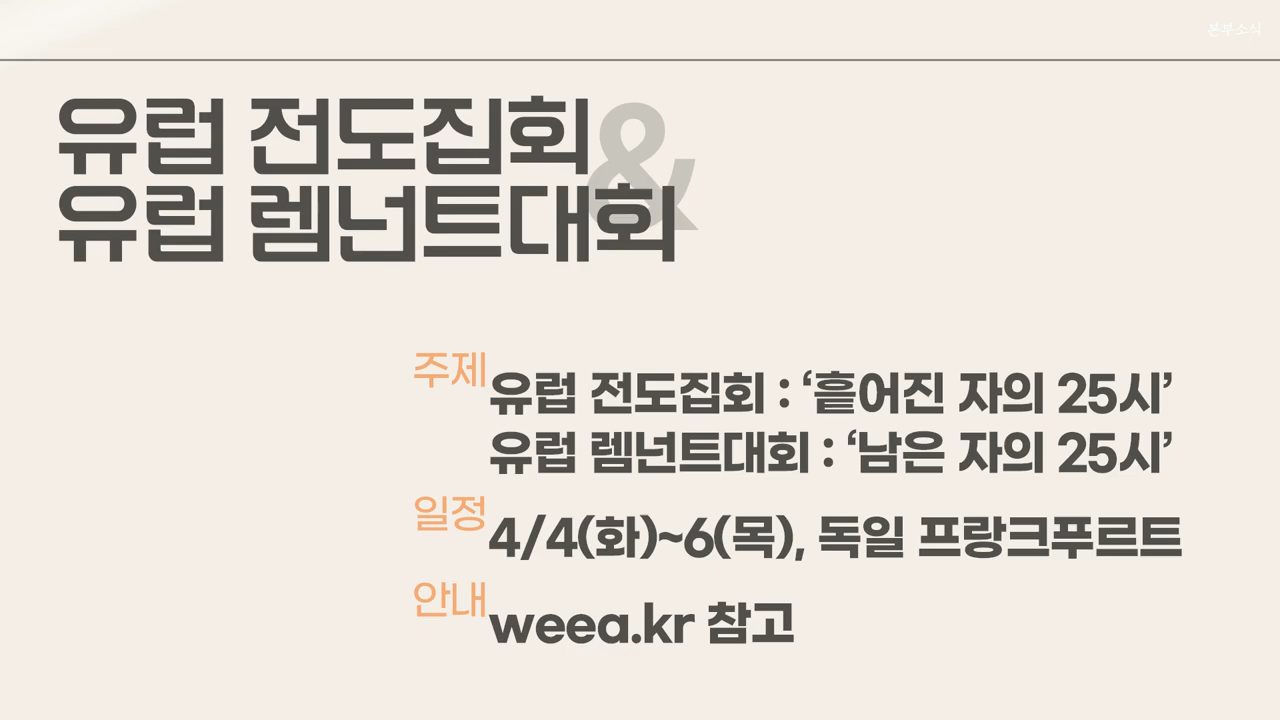 본부소식
유럽 전도집회 &
유럽 렘넌트대회
주제
유럽 전도집회 : ‘흩어진 자의 25시’
유럽 렘넌트대회 : ‘남은 자의 25시’
일정
4/4(화)~6(목), 독일 프랑크푸르트
안내
weea.kr 참고